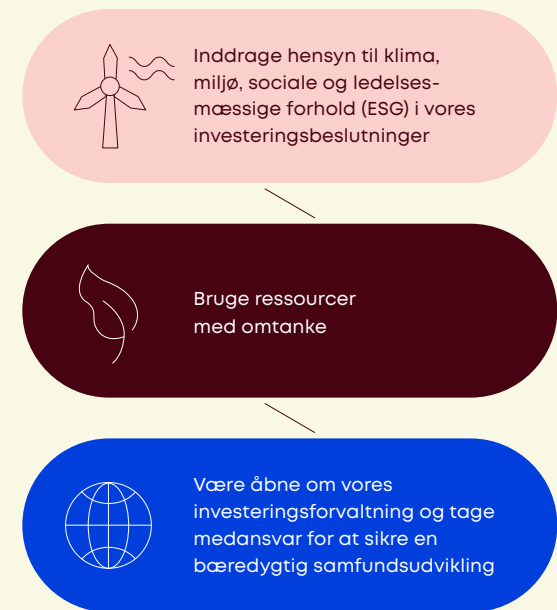 Inddrage hensyn til klima,
miljø, sociale og ledelses-
mæssige forhold (ESG) i vores
investeringsbeslutninger
Bruge ressourcer
med omtanke
Være åbne om vores
investeringsforvaltning og tage
medansvar for at sikre en
bæredygtig samfundsudvikling